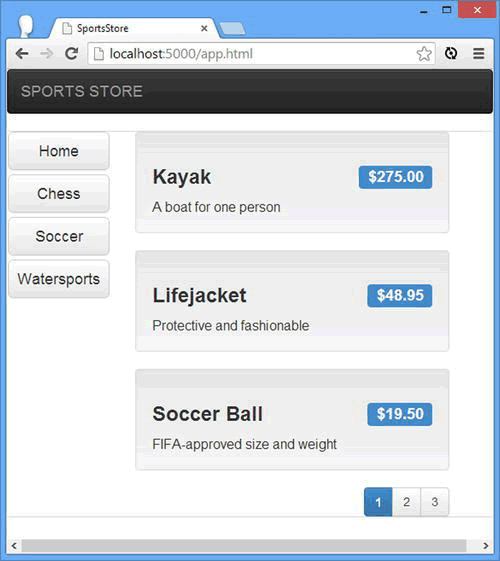 SportsStore
localhost:5000/app.html
SPORTS STORE
Home
Chess
Soccer
Watersports
Kayak $275.00
A boat for one person
Lifejacket $48.95
Protective and fashionable
Soccer Ball $19.50
FIFA-approved size and weight
1 2 3